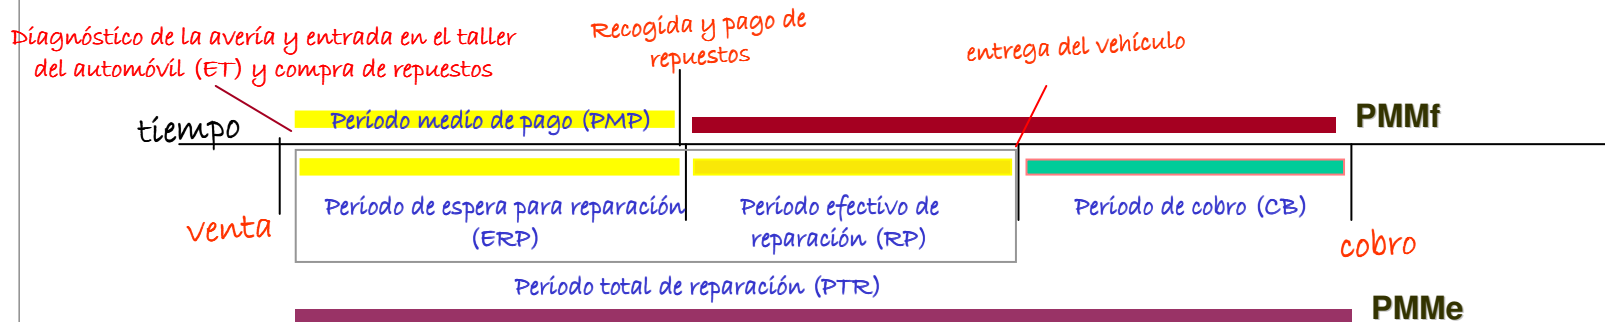 Diagnóstico de la avería y entrada en el taller
del automóvil (ET) y compra de repuestos
Recogida y pago de
repuestos
entrega del vehículo
tiempo
Periodo medio de pago (PMP)
PMMf
venta
Periodo de espera para reparación
(ERP)
Periodo efectivo de
reparación (RP)
Periodo de cobro (CB)
cobro
Periodo total de reparación (PTR)
PMMe